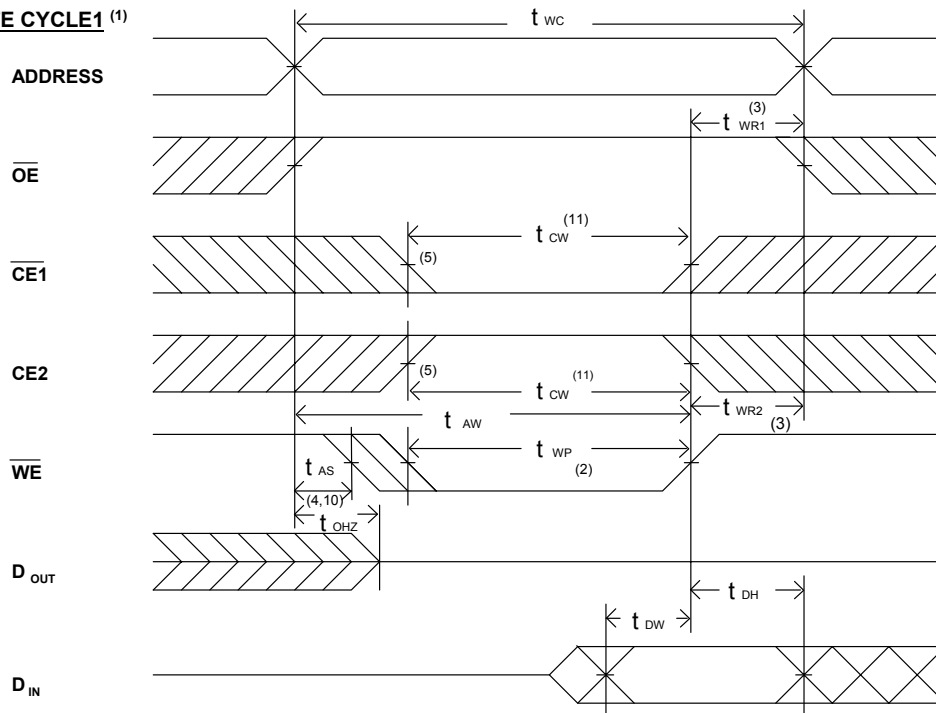 E CYCLE1 (1)
t WC
ADDRESS
(3)
t WR1
OE
(11)
t CW
(5)
CE1
CE2
(5)
t CW (11)
t AW
t WR2
(3)
WE
t AS
t WP
(2)
(4,10)
t OHZ
D OUT
t DH
t DW
D IN